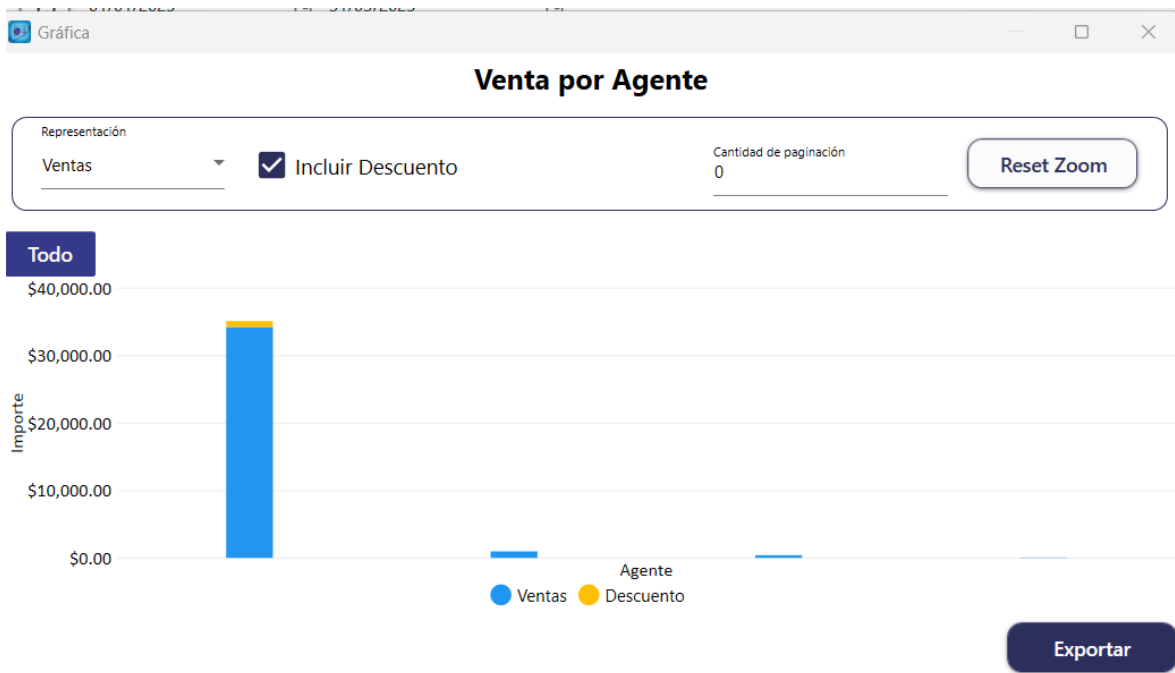 Gráfica
Venta por Agente
Representación
Ventas
Incluir Descuento
Cantidad de paginación
0
Reset Zoom
Todo
$40,000.00
$30,000.00
$20,000.00
$10,000.00
$0.00
Importe
Agente
Ventas Descuento
Exportar